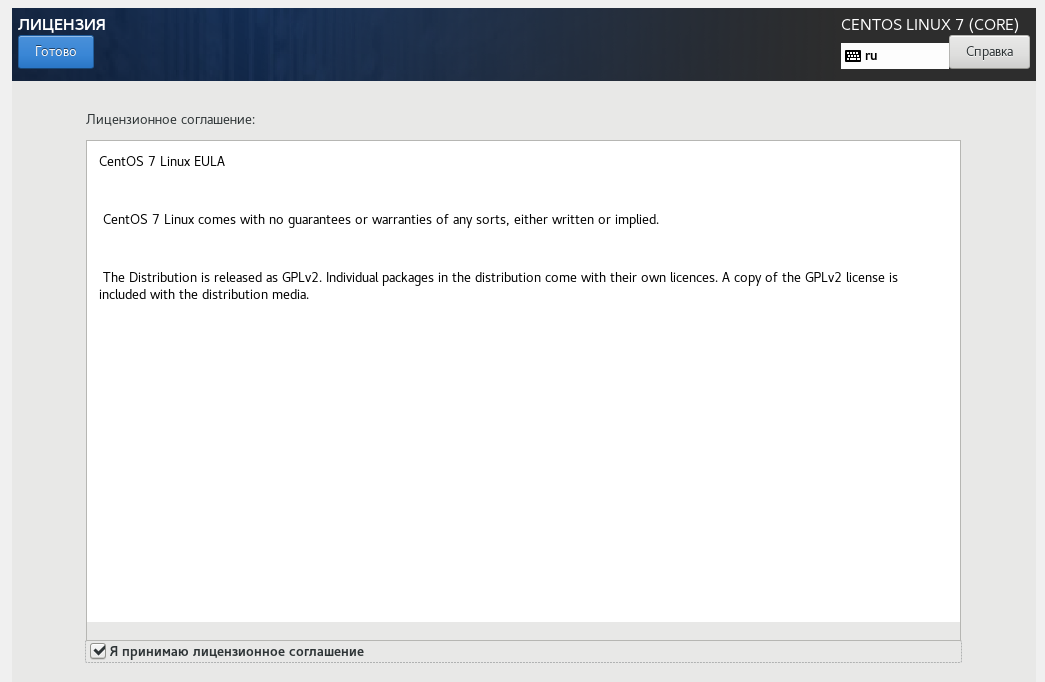 ЛИЦЕНЗИЯ
CENTOS LINUX 7 (CORE)
Готово
ru
Справка
Лицензионное соглашение:
CentOS 7 Linux EULA
CentOS 7 Linux comes with no guarantees or warranties of any sorts, either written or implied.
The Distribution is released as GPLv2. Individual packages in the distribution come with their own licences. A copy of the GPLv2 license is
included with the distribution media.
Я принимаю лицензионное соглашение